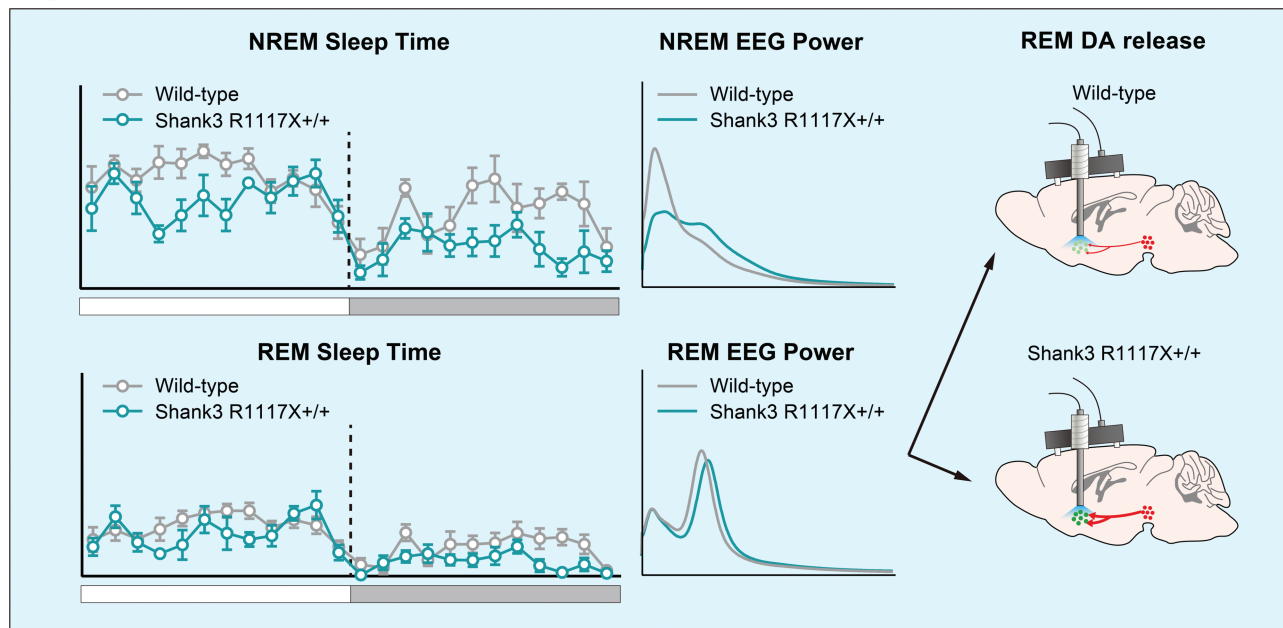 NREM Sleep Time
Wild-type
Shank3 R1117X+/+
NREM EEG Power
Wild-type
Shank3 R1117X+/+
REM DA release
Wild-type
REM Sleep Time
Wild-type
Shank3 R1117X+/+
REM EEG Power
Wild-type
Shank3 R1117X+/+
Shank3 R1117X+/+